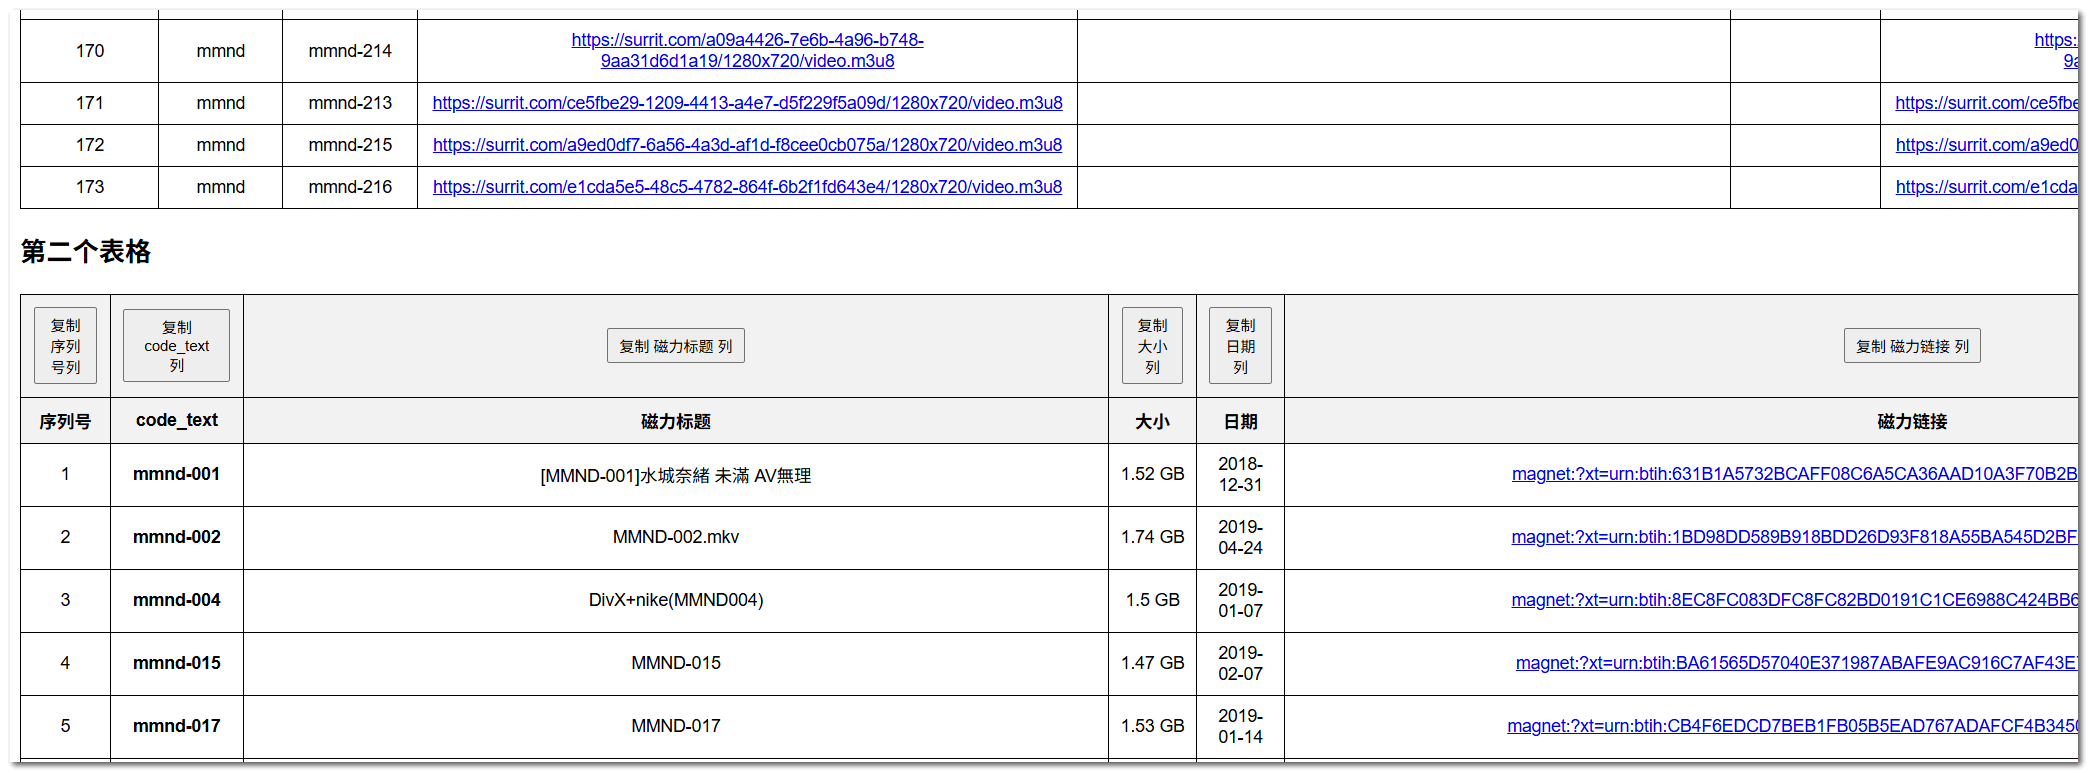 170 mmnd mmnd-214 https://surrit.com/a09a4426-7e6b-4a96-b748-
9aa31d6d1a19/1280x720/video.m3u8 https:
9a
171 mmnd mmnd-213 https://surrit.com/ce5fbe29-1209-4413-a4e7-d5f229f5a09d/1280x720/video.m3u8 https://surrit.com/ce5fbe
172 mmnd mmnd-215 https://surrit.com/a9ed0df7-6a56-4a3d-af1d-f8cee0cb075a/1280x720/video.m3u8 https://surrit.com/a9ed0
173 mmnd mmnd-216 https://surrit.com/e1cda5e5-48c5-4782-864f-6b2f1fd643e4/1280x720/video.m3u8 https://surrit.com/e1cda
第二个表格
复制
序列
号列
复制
code_text
列
复制 磁力标题 列
复制
大小
列
复制
日期
列
复制 磁力链接 列
序列号 code_text 磁力标题 大小 日期 磁力链接
1 mmnd-001 [MMND-001]水城奈緒 未滿 AV無理 1.52 GB 2018-
12-31 magnet:?xt=urn:btih:631B1A5732BCAFF08C6A5CA36AAD10A3F70B2B
2 mmnd-002 MMND-002.mkv 1.74 GB 2019-
04-24 magnet:?xt=urn:btih:1BD98DD589B918BDD26D93F818A55BA545D2BF
3 mmnd-004 DivX+nike(MMND004) 1.5 GB 2019-
01-07 magnet:?xt=urn:btih:8EC8FC083DFC8FC82BD0191C1CE6988C424BB6
4 mmnd-015 MMND-015 1.47 GB 2019-
02-07 magnet:?xt=urn:btih:BA61565D57040E371987ABAFE9AC916C7AF43E
5 mmnd-017 MMND-017 1.53 GB 2019-
01-14 magnet:?xt=urn:btih:CB4F6EDCD7BEB1FB05B5EAD767ADAFCF4B345